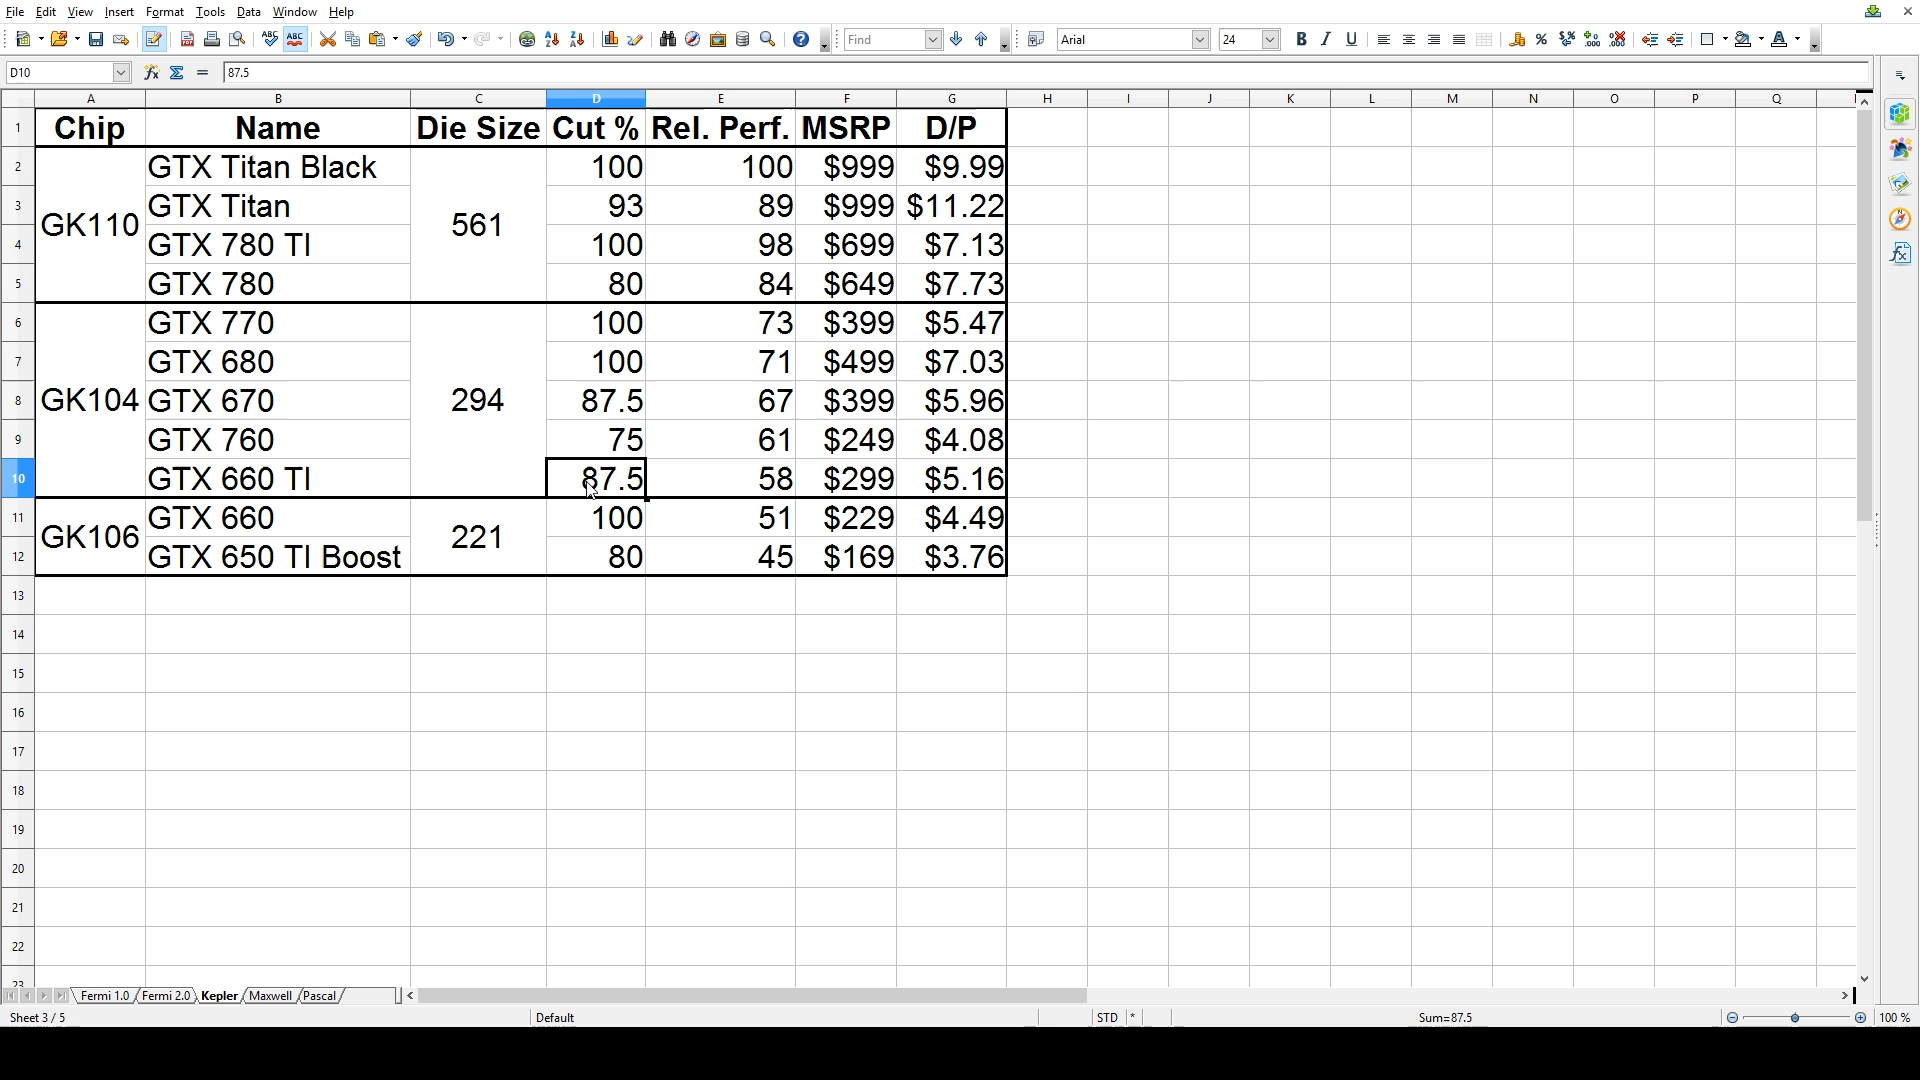 File Edit View Insert Format Tools Data Window Help
Find Arial 24
D10 87.5
A B C D E F G H I J K L M N O P Q
1 Chip Name Die Size Cut % Rel. Perf. MSRP D/P
2 GTX Titan Black 100 100 $999 $9.99
3 GTX Titan 93 89 $999 $11.22
GK110 561
4 GTX 780 TI 100 98 $699 $7.13
5 GTX 780 80 84 $649 $7.73
6 GTX 770 100 73 $399 $5.47
7 GTX 680 100 71 $499 $7.03
8 GK104 GTX 670 294 87.5 67 $399 $5.96
9 GTX 760 75 61 $249 $4.08
10 GTX 660 TI 87.5 58 $299 $5.16
11 GTX 660 100 51 $229 $4.49
GK106 221
12 GTX 650 TI Boost 80 45 $169 $3.76
13
14
15
16
17
18
19
20
21
22
23
Fermi 1.0 Fermi 2.0 Kepler Maxwell Pascal
Sheet 3 / 5 Default STD * Sum=87.5 100 %